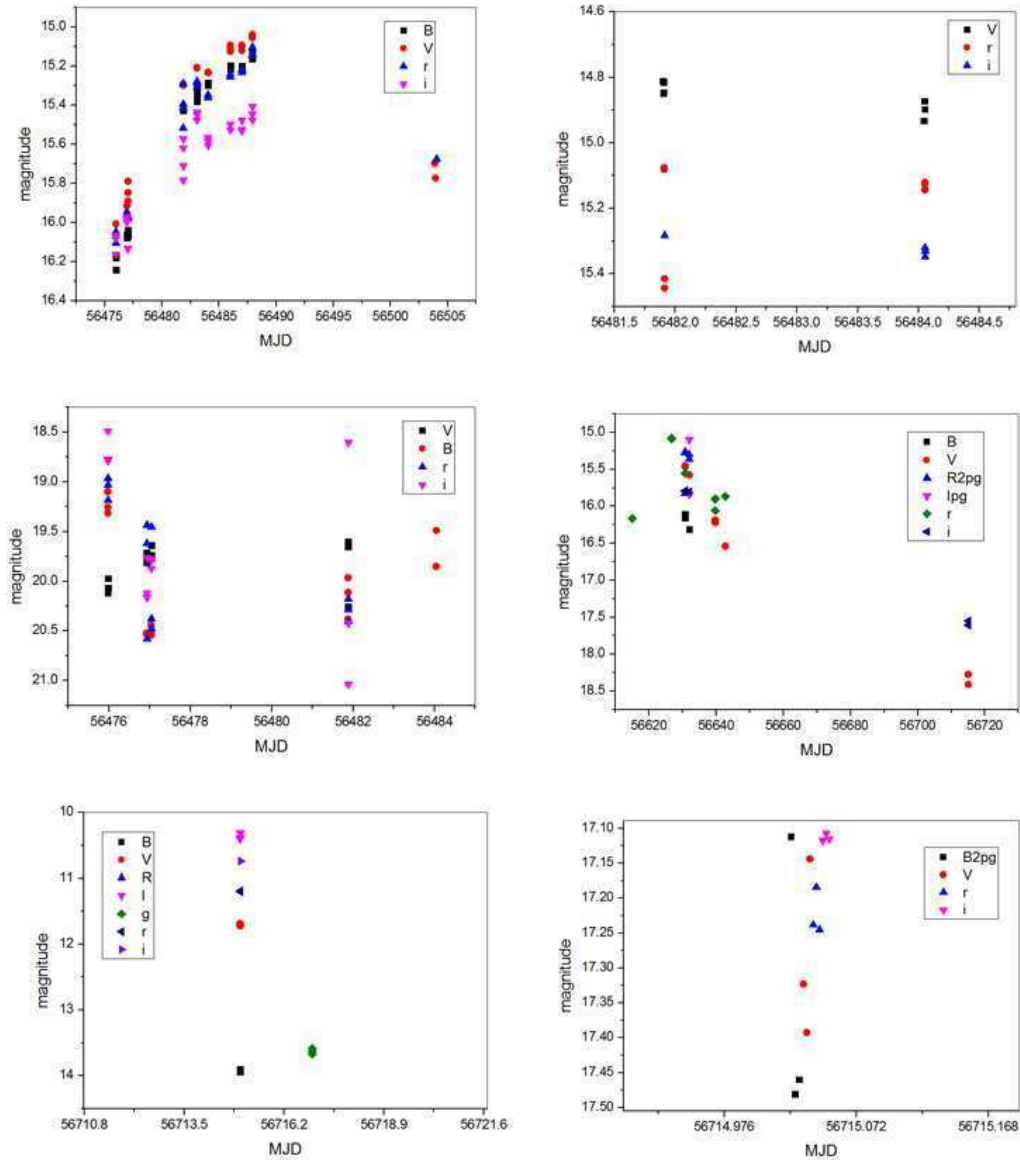 15.0
15.2
15.4
15.6
15.8
16.0
16.2
16.4
magnitude
B
V
r
i
56475 56480 56485 56490 56495 56500 56505
MJD
14.6
14.8
15.0
15.2
15.4
magnitude
V
r
i
56481.5 56482.0 56482.5 56483.0 56483.5 56484.0 56484.5
MJD
18.5
19.0
19.5
20.0
20.5
21.0
magnitude
V
B
r
i
56476 56478 56480 56482 56484
MJD
15.0
15.5
16.0
16.5
17.0
17.5
18.0
18.5
magnitude
B
V
R2pg
Ipg
r
i
56620 56640 56660 56680 56700 56720
MJD
10
11
12
13
14
magnitude
B
V
R
I
g
r
i
56710.8 56713.5 56716.2 56718.9 56721.6
MJD
17.10
17.15
17.20
17.25
17.30
17.35
17.40
17.45
17.50
magnitude
B2pg
V
r
i
56714.976 56715.072 56715.168
MJD